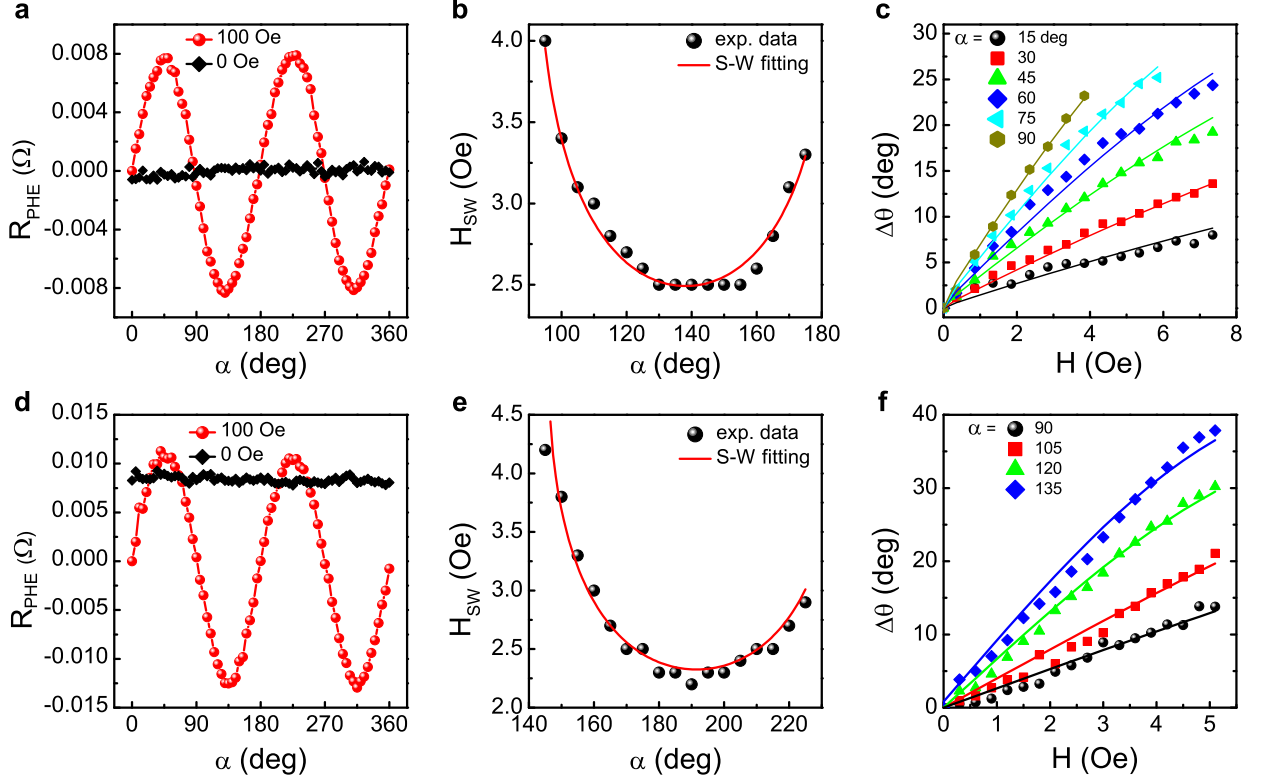 a
R_PHE (Ω)
0.008
0.004
0.000
-0.004
-0.008
100 Oe
0 Oe
0 90 180 270 360
α (deg)
b
H_SW (Oe)
4.0
3.5
3.0
2.5
exp. data
S-W fitting
100 120 140 160 180
α (deg)
c
Δθ (deg)
30
25
20
15
10
5
0
α = 15 deg
30
45
60
75
90
0 2 4 6 8
H (Oe)
d
R_PHE (Ω)
0.015
0.010
0.005
0.000
-0.005
-0.010
-0.015
100 Oe
0 Oe
0 90 180 270 360
α (deg)
e
H_SW (Oe)
4.5
4.0
3.5
3.0
2.5
2.0
exp. data
S-W fitting
140 160 180 200 220
α (deg)
f
Δθ (deg)
40
30
20
10
0
α = 90
105
120
135
0 1 2 3 4 5
H (Oe)